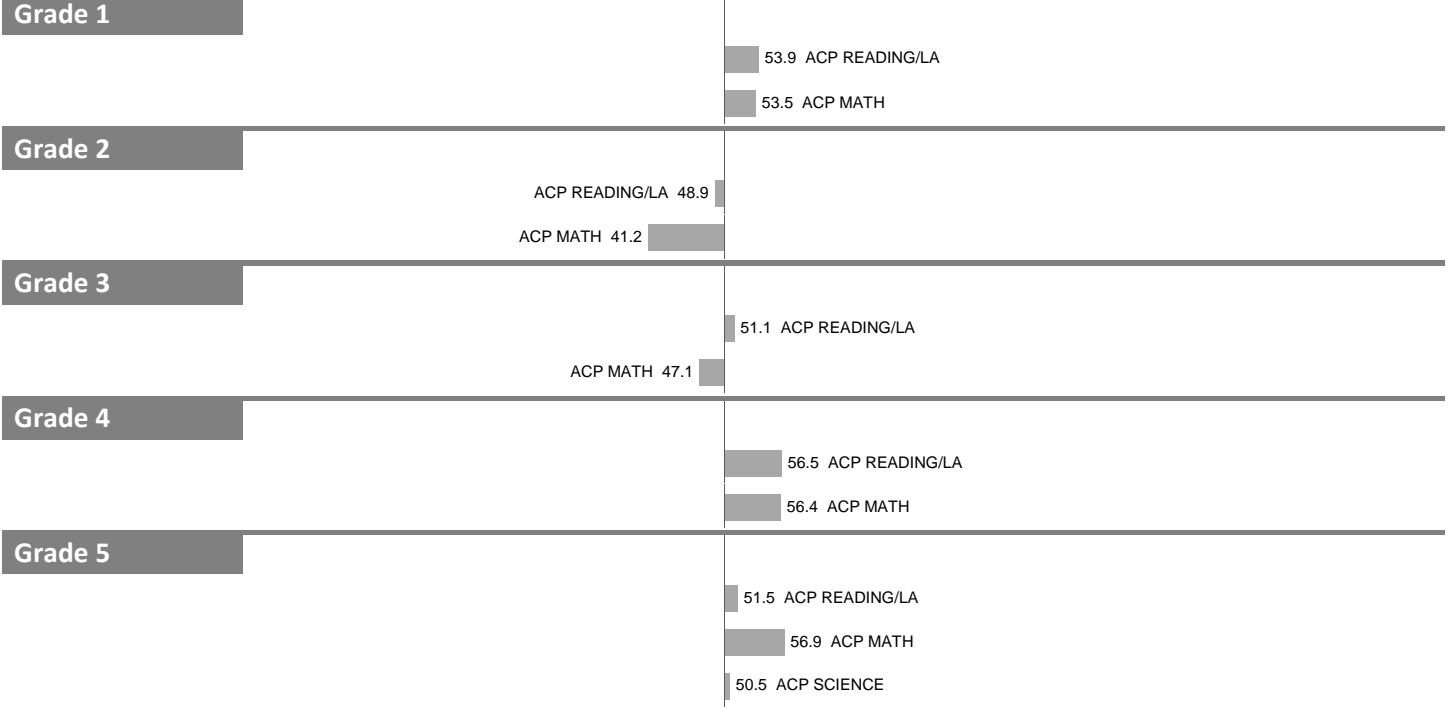 Grade 1
53.9 ACP READING/LA
53.5 ACP MATH
Grade 2
ACP READING/LA 48.9
ACP MATH 41.2
Grade 3
51.1 ACP READING/LA
ACP MATH 47.1
Grade 4
56.5 ACP READING/LA
56.4 ACP MATH
Grade 5
51.5 ACP READING/LA
56.9 ACP MATH
50.5 ACP SCIENCE